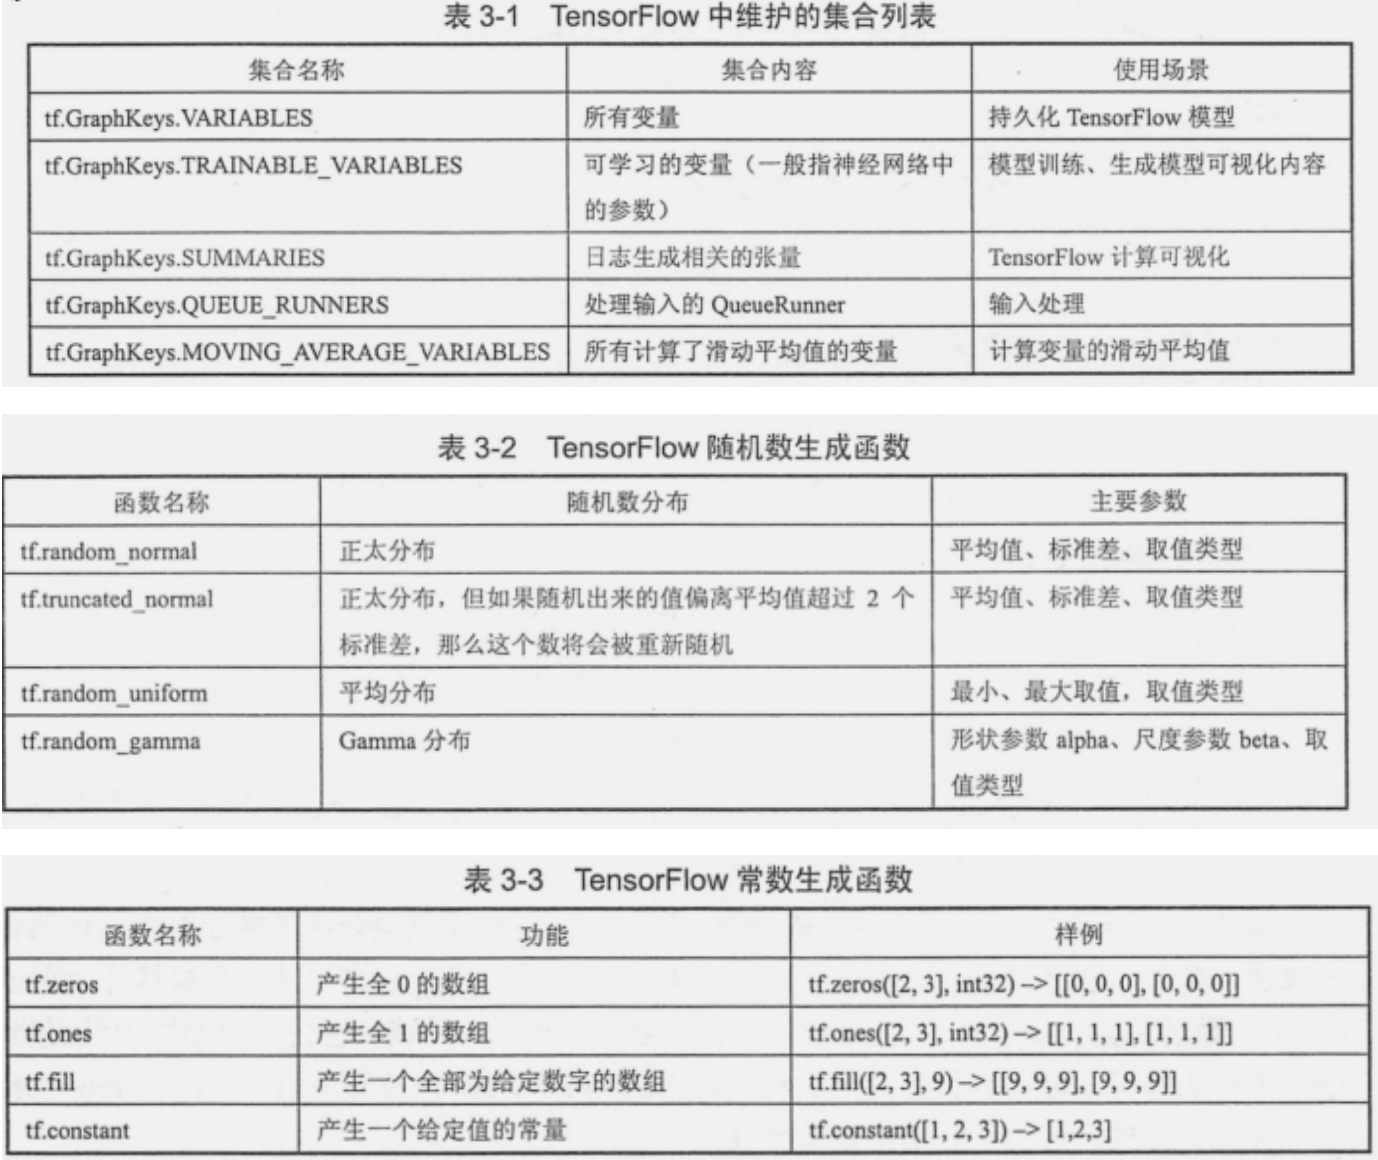 表 3-1 TensorFlow 中维护的集合列表
集合名称 集合内容 使用场景
tf.GraphKeys.VARIABLES 所有变量 持久化 TensorFlow 模型
tf.GraphKeys.TRAINABLE_VARIABLES 可学习的变量（一般指神经网络中 模型训练、生成模型可视化内容
的参数）
tf.GraphKeys.SUMMARIES 日志生成相关的张量 TensorFlow 计算可视化
tf.GraphKeys.QUEUE_RUNNERS 处理输入的 QueueRunner 输入处理
tf.GraphKeys.MOVING_AVERAGE_VARIABLES 所有计算了滑动平均值的变量 计算变量的滑动平均值
表 3-2 TensorFlow 随机数生成函数
函数名称 随机数分布 主要参数
tf.random_normal 正太分布 平均值、标准差、取值类型
tf.truncated_normal 正太分布，但如果随机出来的值偏离平均值超过 2 个 平均值、标准差、取值类型
标准差，那么这个数将会被重新随机
tf.random_uniform 平均分布 最小、最大取值，取值类型
tf.random_gamma Gamma 分布 形状参数 alpha、尺度参数 beta、取
值类型
表 3-3 TensorFlow 常数生成函数
函数名称 功能 样例
tf.zeros 产生全 0 的数组 tf.zeros([2, 3], int32) –> [[0, 0, 0], [0, 0, 0]]
tf.ones 产生全 1 的数组 tf.ones([2, 3], int32) –> [[1, 1, 1], [1, 1, 1]]
tf.fill 产生一个全部为给定数字的数组 tf.fill([2, 3], 9) –> [[9, 9, 9], [9, 9, 9]]
tf.constant 产生一个给定值的常量 tf.constant([1, 2, 3]) –> [1,2,3]